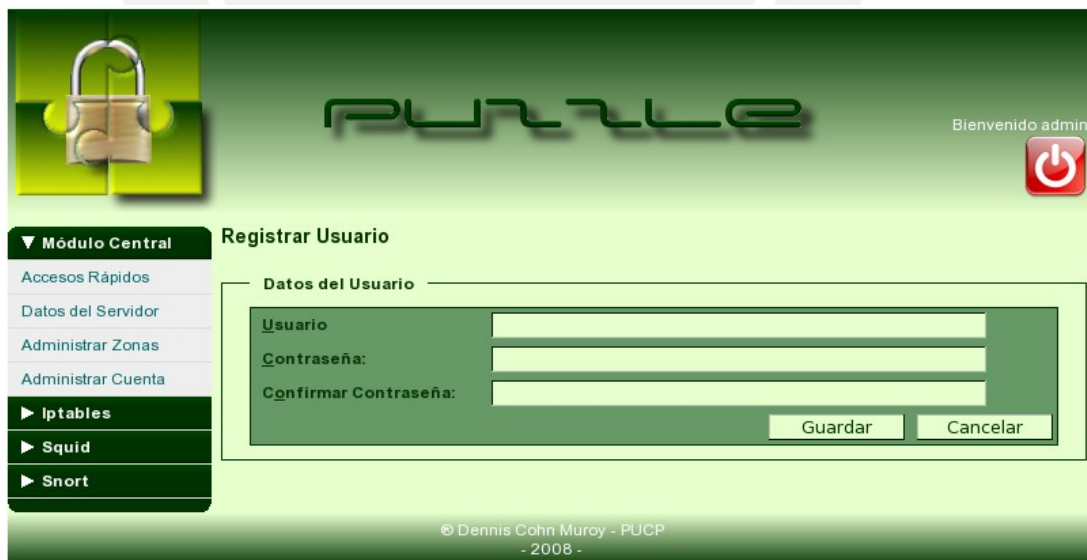 PUZZLE
Bienvenido admin
▼ Módulo Central
Accesos Rápidos
Datos del Servidor
Administrar Zonas
Administrar Cuenta
▶ Iptables
▶ Squid
▶ Snort
Registrar Usuario
Datos del Usuario
Usuario
Contraseña:
Confirmar Contraseña:
Guardar
Cancelar
® Dennis Cohn Muroy - PUCP
- 2008 -